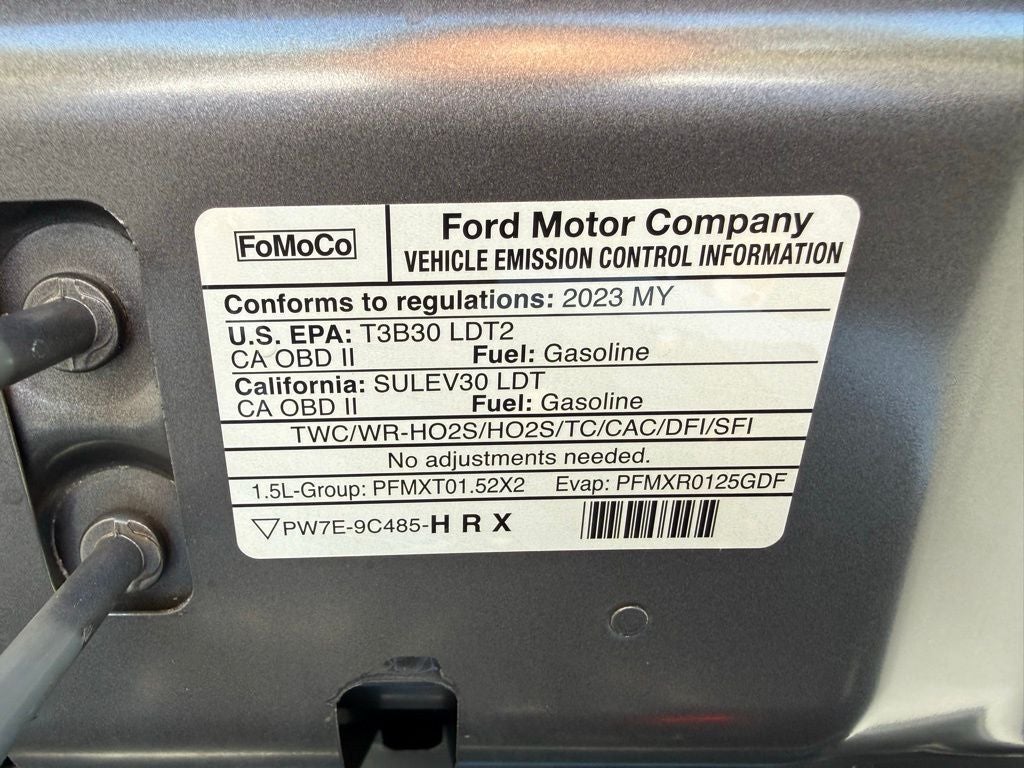 FoMoCo
Ford Motor Company
VEHICLE EMISSION CONTROL INFORMATION
Conforms to regulations: 2023 MY
U.S. EPA: T3B30 LDT2
CA OBD II Fuel: Gasoline
California: SULEV30 LDT
CA OBD II Fuel: Gasoline
TWC/WR-HO2S/HO2S/TC/CAC/DFI/SFI
No adjustments needed.
1.5L-Group: PFMXT01.52X2 Evap: PFMXR0125GDF
PW7E-9C485-H R X